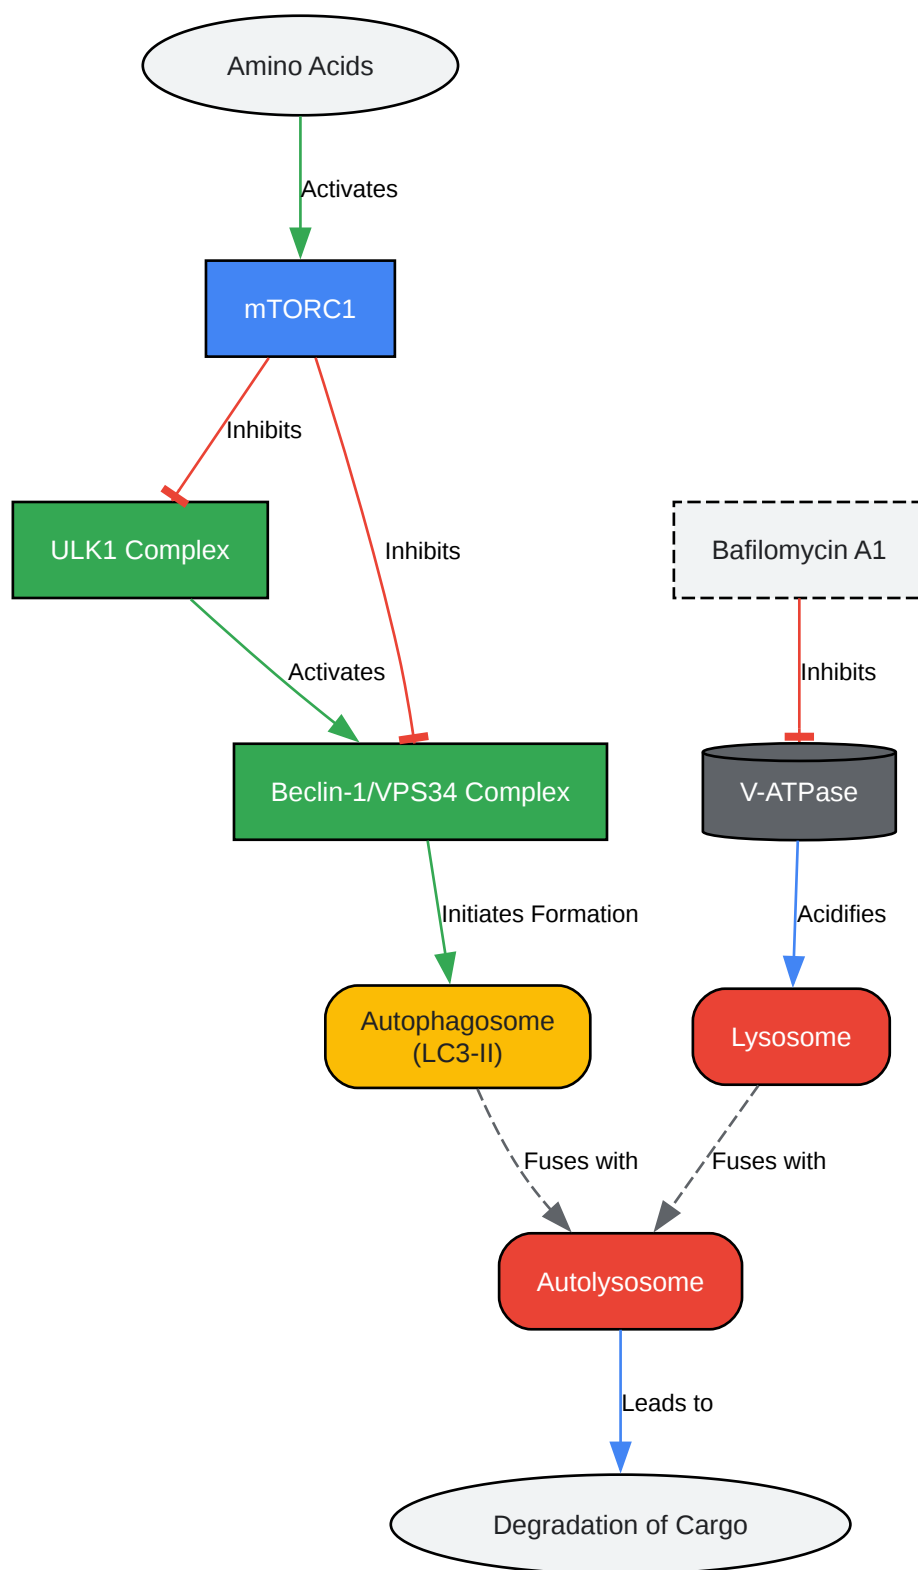 Amino Acids
Activates
mTORC1
Inhibits
ULK1 Complex
Inhibits
Bafilomycin A1
Activates
Inhibits
Beclin-1/VPS34 Complex
V-ATPase
Initiates Formation
Acidifies
Autophagosome
(LC3-II)
Lysosome
Fuses with
Fuses with
Autolysosome
Leads to
Degradation of Cargo